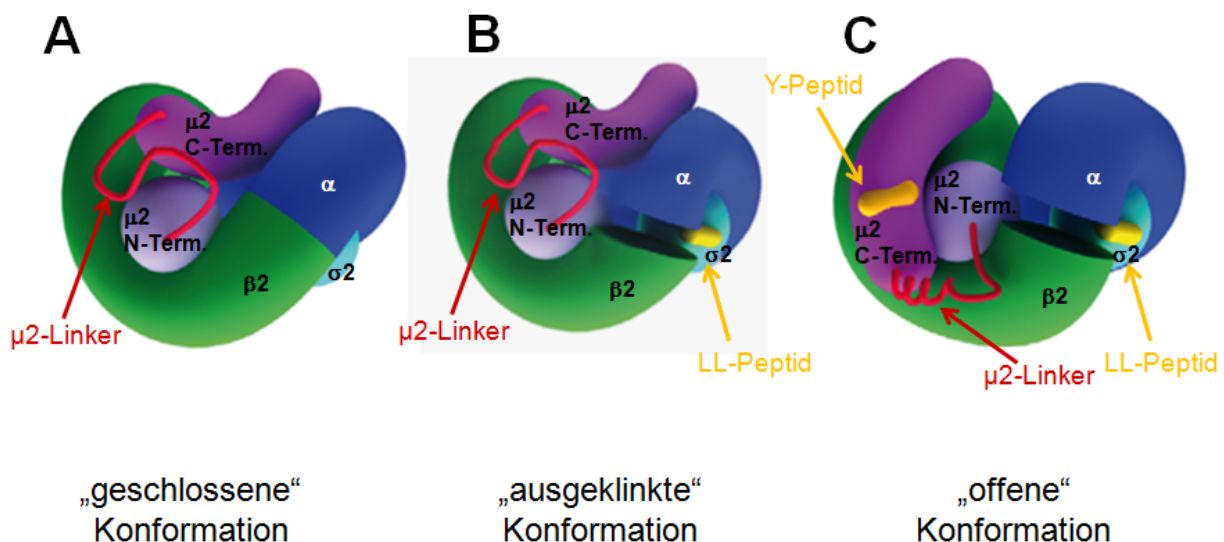 A
μ2
C-Term.
α
μ2
N-Term.
σ2
β2
μ2-Linker
„geschlossene“
Konformation
B
μ2
C-Term.
α
μ2
N-Term.
σ2
β2
μ2-Linker
LL-Peptid
„ausgeklinkte“
Konformation
C
Y-Peptid
α
μ2
N-Term.
μ2
C-Term.
σ2
β2
μ2-Linker
LL-Peptid
„offene“
Konformation